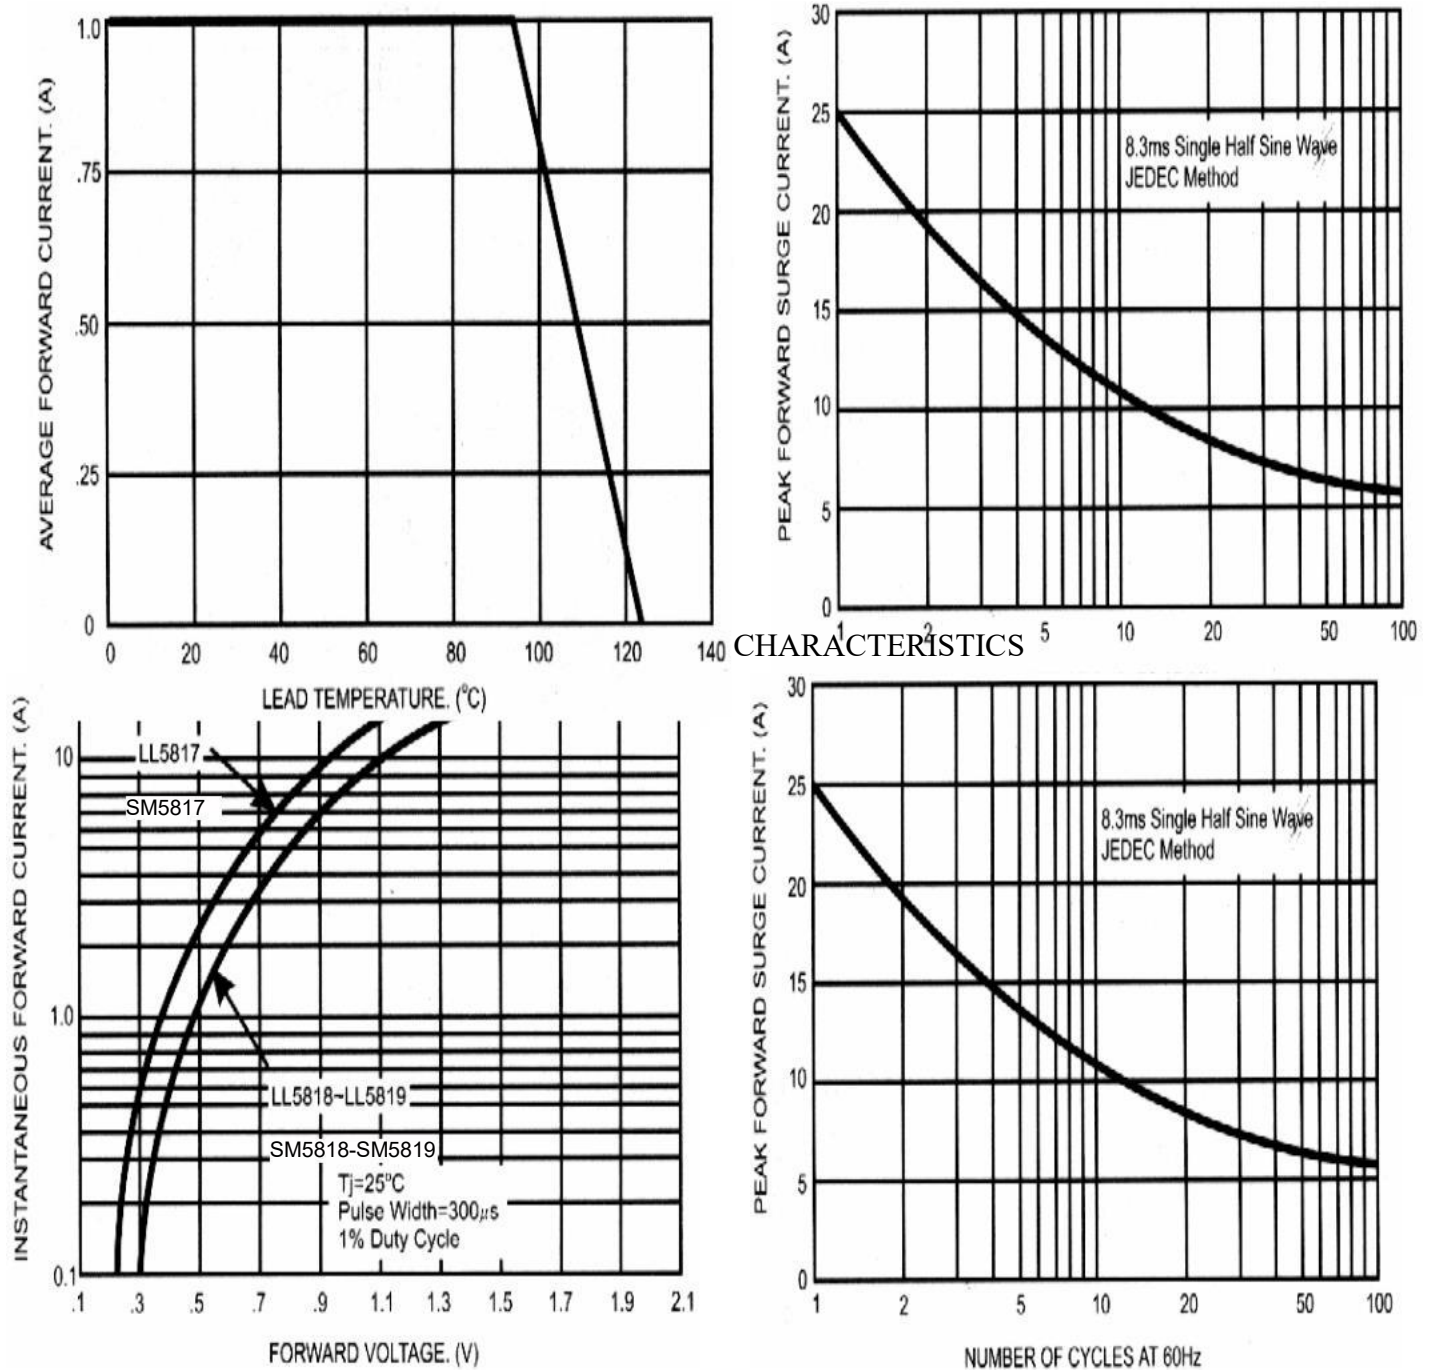 AVERAGE FORWARD CURRENT. (A)
1.0
.75
.50
.25
0
0 20 40 60 80 100 120 140
LEAD TEMPERATURE. (°C)
PEAK FORWARD SURGE CURRENT. (A)
30
25
20
15
10
5
0
8.3ms Single Half Sine Wave
JEDEC Method
1 2 5 10 20 50 100
CHARACTERISTICS
INSTANTANEOUS FORWARD CURRENT. (A)
10
1.0
0.1
LL5817
SM5817
LL5818~LL5819
SM5818-SM5819
Tj=25°C
Pulse Width=300μs
1% Duty Cycle
.1 .3 .5 .7 .9 1.1 1.3 1.5 1.7 1.9 2.1
FORWARD VOLTAGE. (V)
PEAK FORWARD SURGE CURRENT. (A)
30
25
20
15
10
5
0
8.3ms Single Half Sine Wave
JEDEC Method
1 2 5 10 20 50 100
NUMBER OF CYCLES AT 60Hz